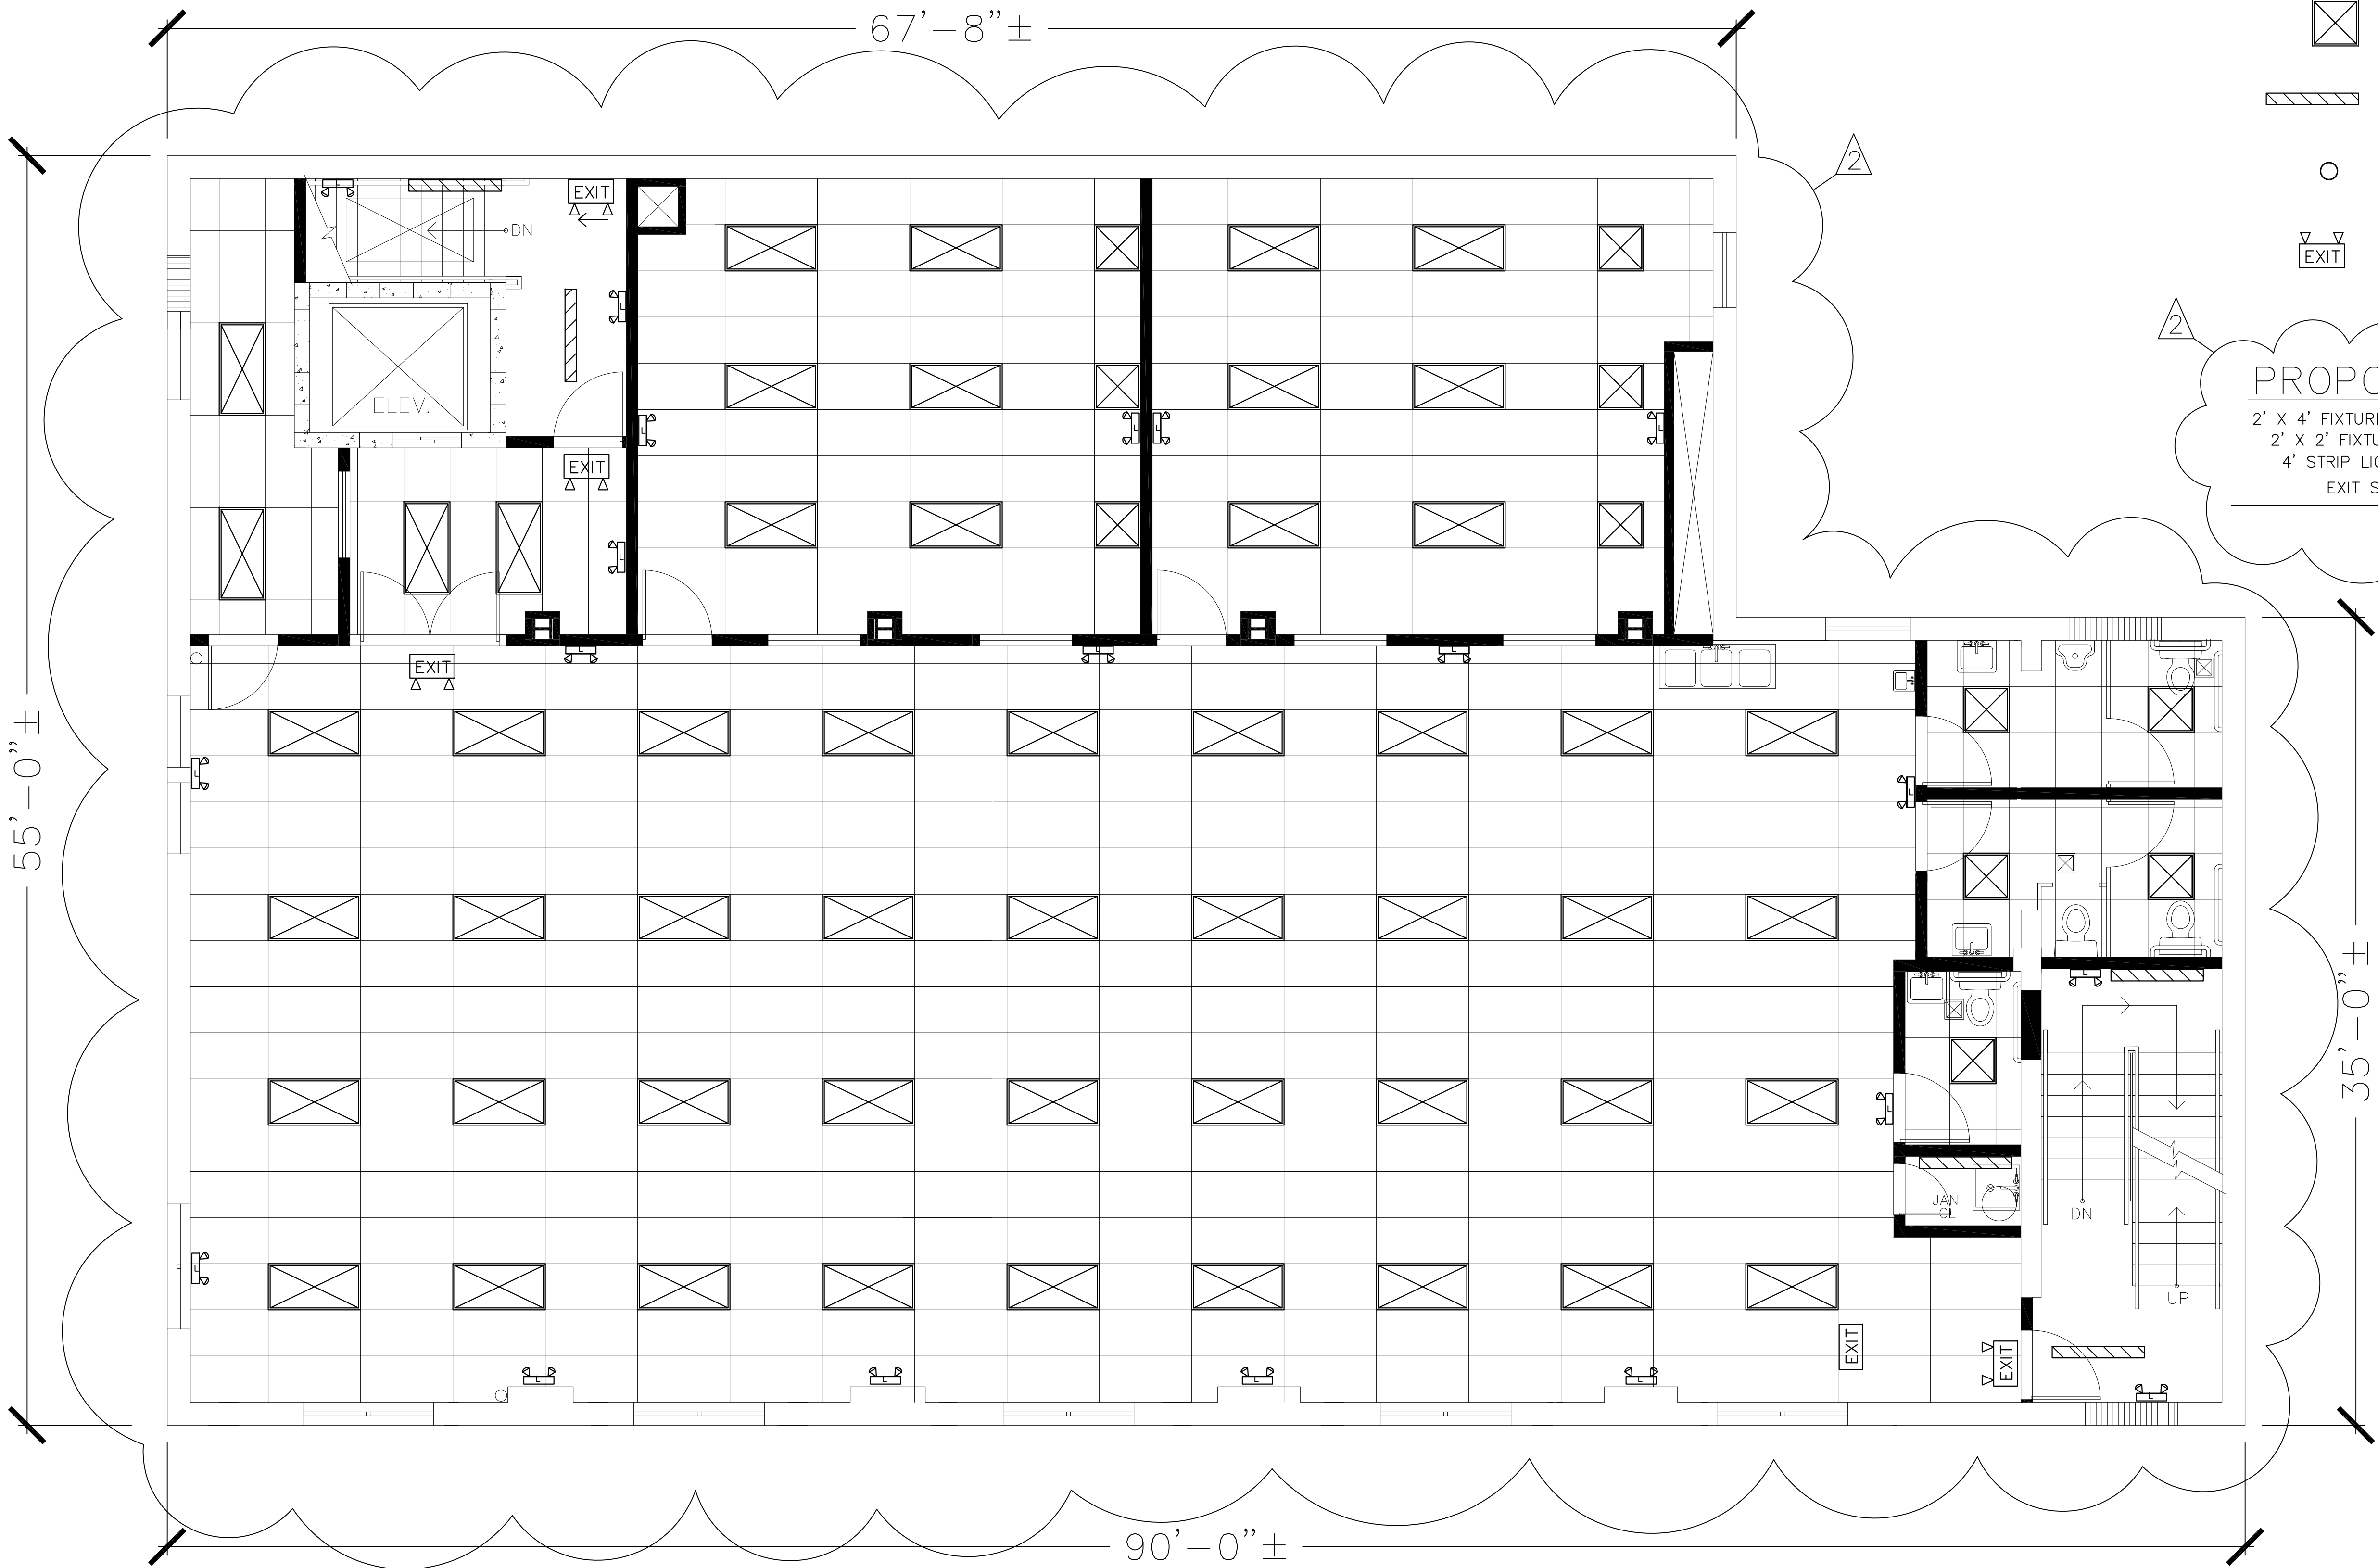 67'-8"±
2
EXIT
DN
EXIT
L
L
ELEV.
2
PROPO
2' X 4' FIXTURE
2' X 2' FIXTU
4' STRIP LIG
EXIT S
L
L
L
L
EXIT
L
H
H
H
H
L
L
L
EXIT
55'-0"±
L
L
35'-0"±
L
L
JAN
CL
DN
L
UP
EXIT
EXIT
L
L
L
L
L
90'-0"±